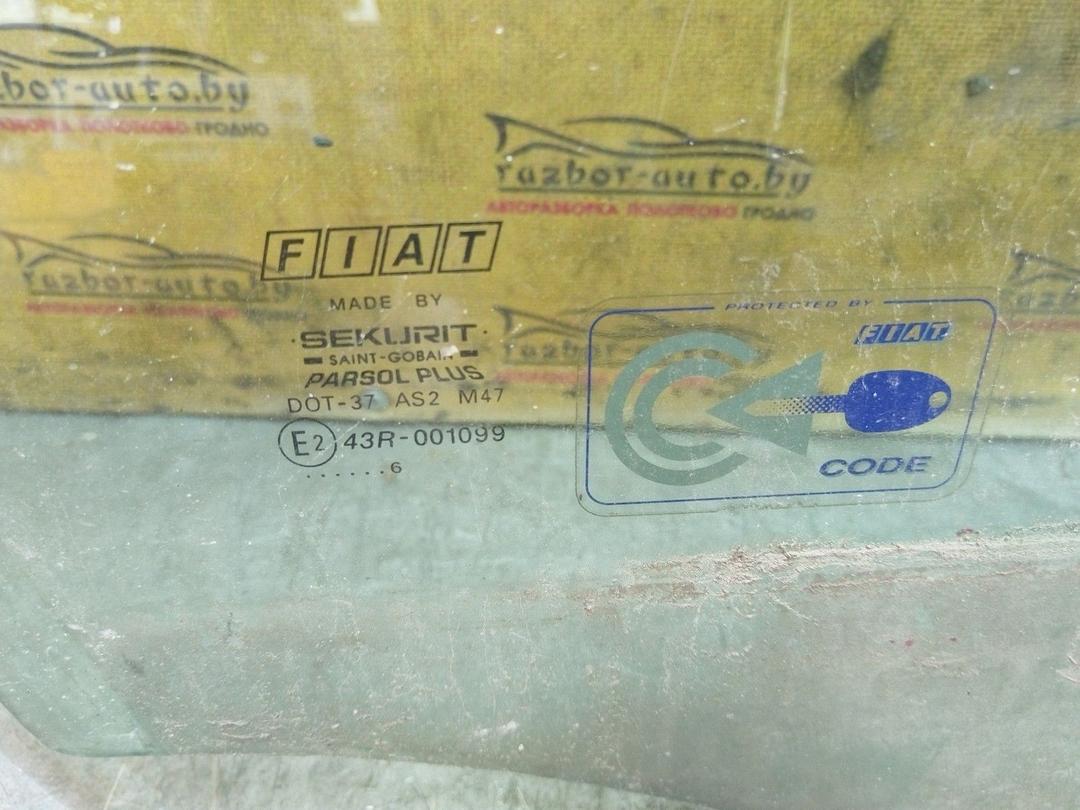 razbor-auto.by
АВТОРАЗБОРКА ПОЛОТКОВО ГРОДНО
razbor-auto.by
АВТОРАЗБОРКА ПОЛОТКОВО ГРОДНО
razbor-auto.by
FIAT
MADE BY
·SEKURIT·
SAINT-GOBAIN
PARSOL PLUS
DOT-37 AS2 M47
E2 43R-001099
......6
PROTECTED BY
FIAT
CODE